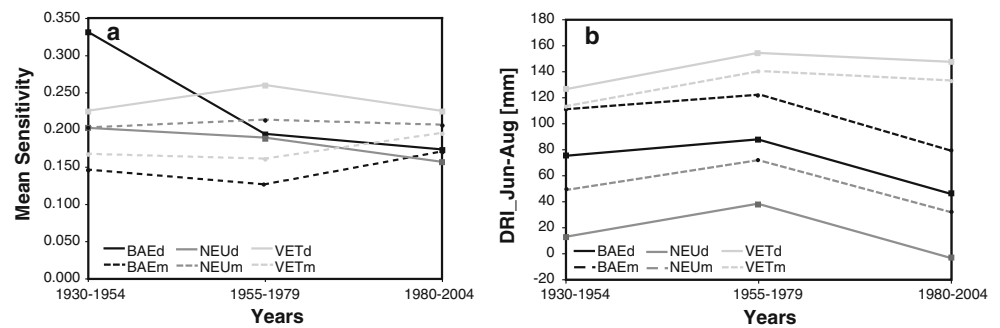 a
Mean Sensitivity
0.350
0.300
0.250
0.200
0.150
0.100
0.050
0.000
BAEd NEUd VETd
BAEm NEUm VETm
1930-1954 1955-1979 1980-2004
Years
b
DRI_Jun-Aug [mm]
180
160
140
120
100
80
60
40
20
0
-20
BAEd NEUd VETd
BAEm NEUm VETm
1930-1954 1955-1979 1980-2004
Years